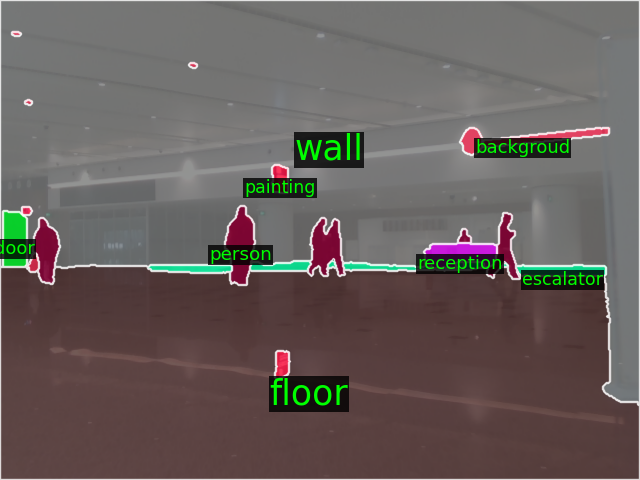 wall
backgroud
painting
door
person
reception
escalator
floor